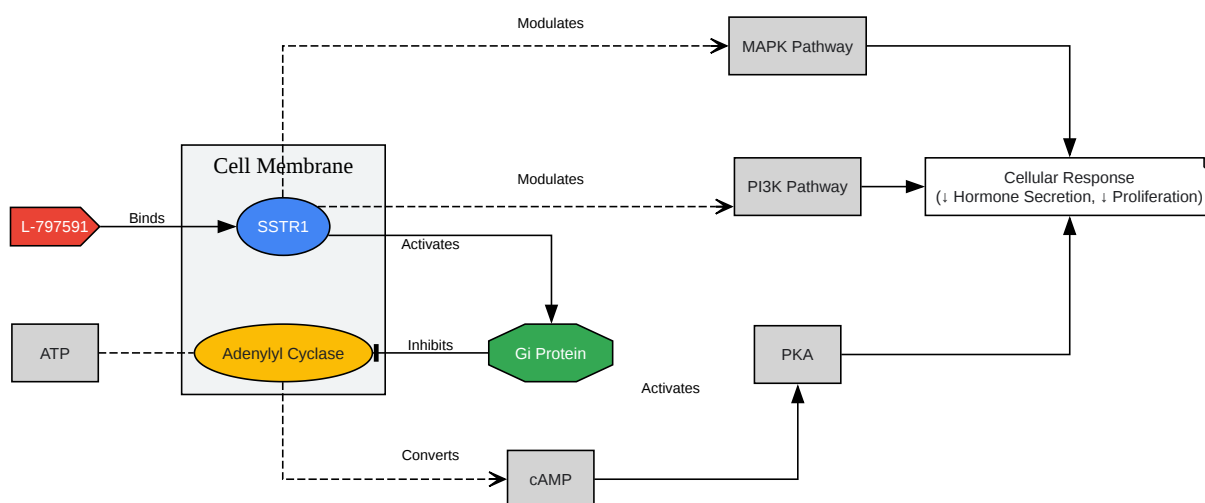 Modulates
MAPK Pathway
Cell Membrane
Modulates
PI3K Pathway
Cellular Response
(↓ Hormone Secretion, ↓ Proliferation)
L-797591
Binds
SSTR1
Activates
ATP
Adenylyl Cyclase
Inhibits
Gi Protein
PKA
Activates
Converts
cAMP